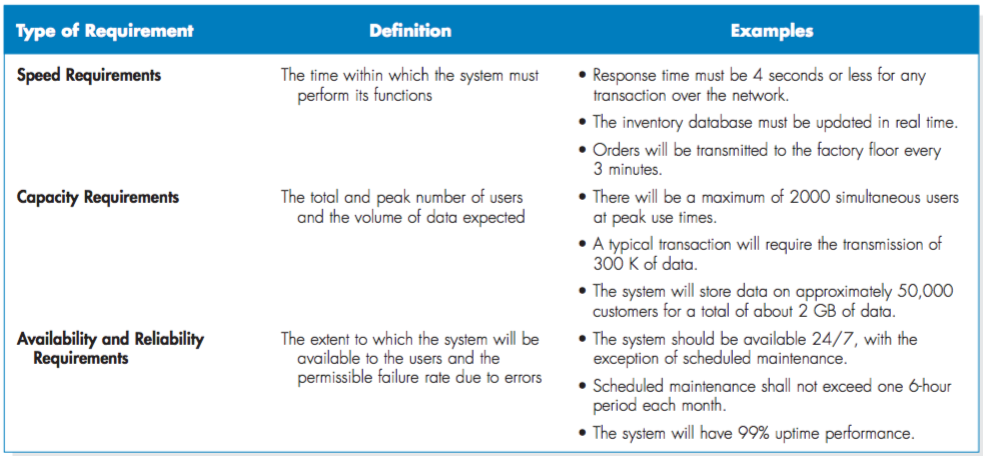 Type of Requirement Definition Examples
Speed Requirements
The time within which the system must
perform its functions
• Response time must be 4 seconds or less for any
transaction over the network.
• The inventory database must be updated in real time.
• Orders will be transmitted to the factory floor every
3 minutes.
Capacity Requirements
The total and peak number of users
and the volume of data expected
• There will be a maximum of 2000 simultaneous users
at peak use times.
• A typical transaction will require the transmission of
300 K of data.
• The system will store data on approximately 50,000
customers for a total of about 2 GB of data.
Availability and Reliability
Requirements
The extent to which the system will be
available to the users and the
permissible failure rate due to errors
• The system should be available 24/7, with the
exception of scheduled maintenance.
• Scheduled maintenance shall not exceed one 6-hour
period each month.
• The system will have 99% uptime performance.